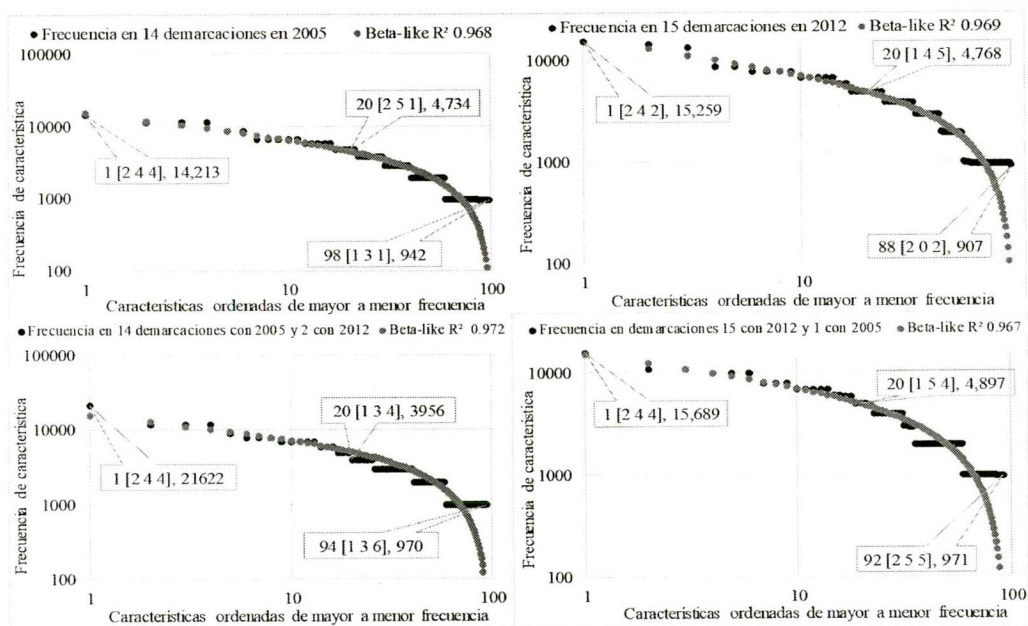 Frecuencia en 14 demarcaciones en 2005 Beta-like R² 0.968
100000
10000
1000
100
1 10 100
Frecuencia de característica
20 [2 5 1], 4,734
1 [2 4 4], 14,213
98 [1 3 1], 942
Características ordenadas de mayor a menor frecuencia
Frecuencia en 15 demarcaciones en 2012 Beta-like R² 0.969
10000
1000
100
1 10 100
Frecuencia de característica
20 [1 4 5], 4,768
1 [2 4 2], 15,259
88 [2 0 2], 907
Características ordenadas de mayor a menor frecuencia
Frecuencia en 14 demarcaciones con 2005 y 2 con 2012 Beta-like R² 0.972
100000
10000
1000
100
1 10 100
Frecuencia de característica
20 [1 3 4], 3956
1 [2 4 4], 21622
94 [1 3 6], 970
Características ordenadas de mayor a menor frecuencia
Frecuencia en demarcaciones 15 con 2012 y 1 con 2005 Beta-like R² 0.967
10000
1000
100
1 10 100
Frecuencia de característica
20 [1 5 4], 4,897
1 [2 4 4], 15,689
92 [2 5 5], 971
Características ordenadas de mayor a menor frecuencia